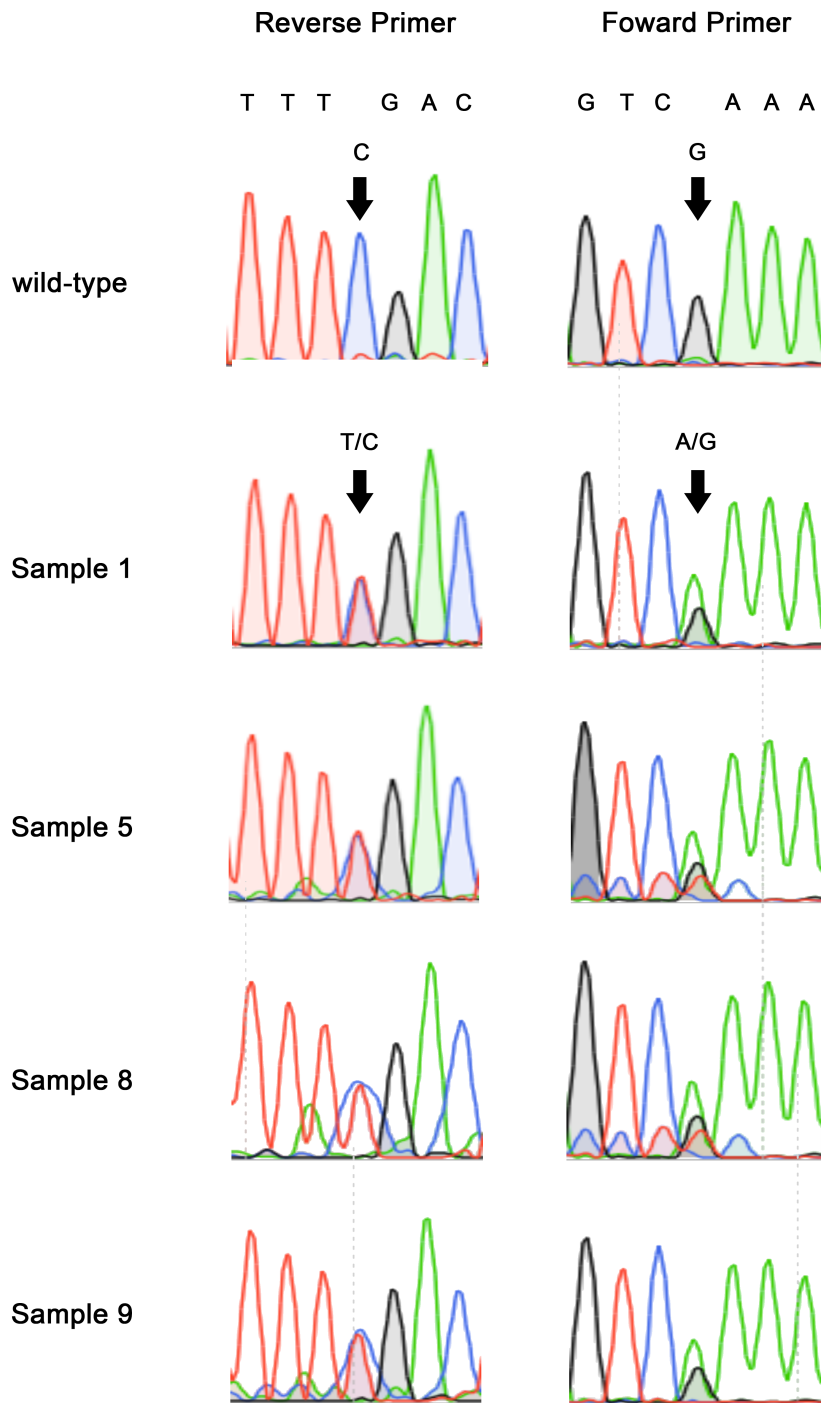 Reverse Primer Foward Primer
T T T G A C G T C A A A
C G
wild-type
T/C A/G
Sample 1
Sample 5
Sample 8
Sample 9